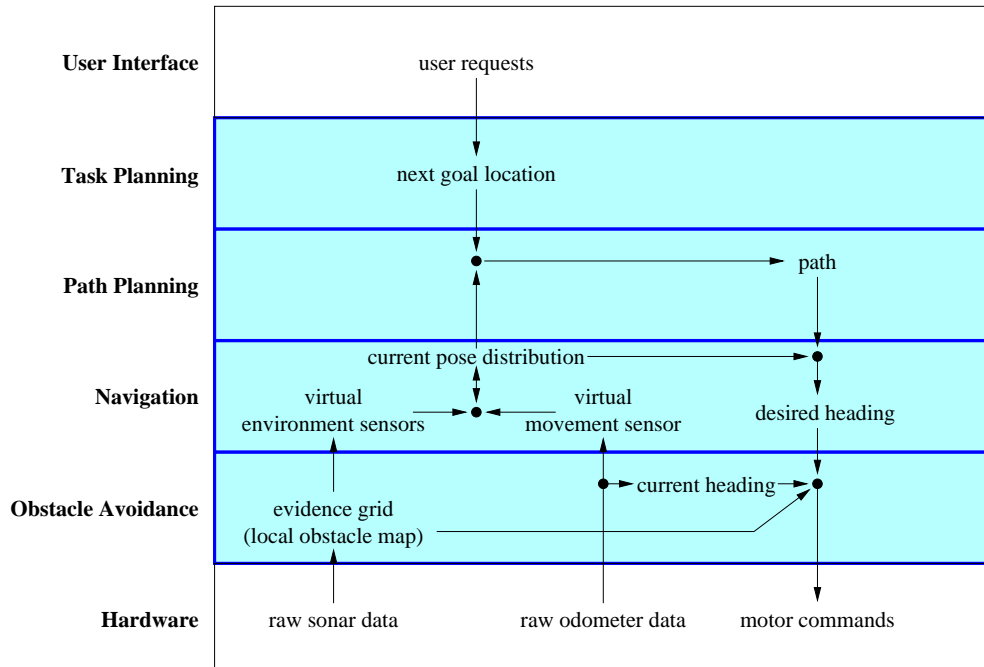 User Interface
user requests
Task Planning
next goal location
Path Planning
path
current pose distribution
Navigation
virtual
environment sensors
virtual
movement sensor
desired heading
Obstacle Avoidance
current heading
evidence grid
(local obstacle map)
Hardware
raw sonar data
raw odometer data
motor commands